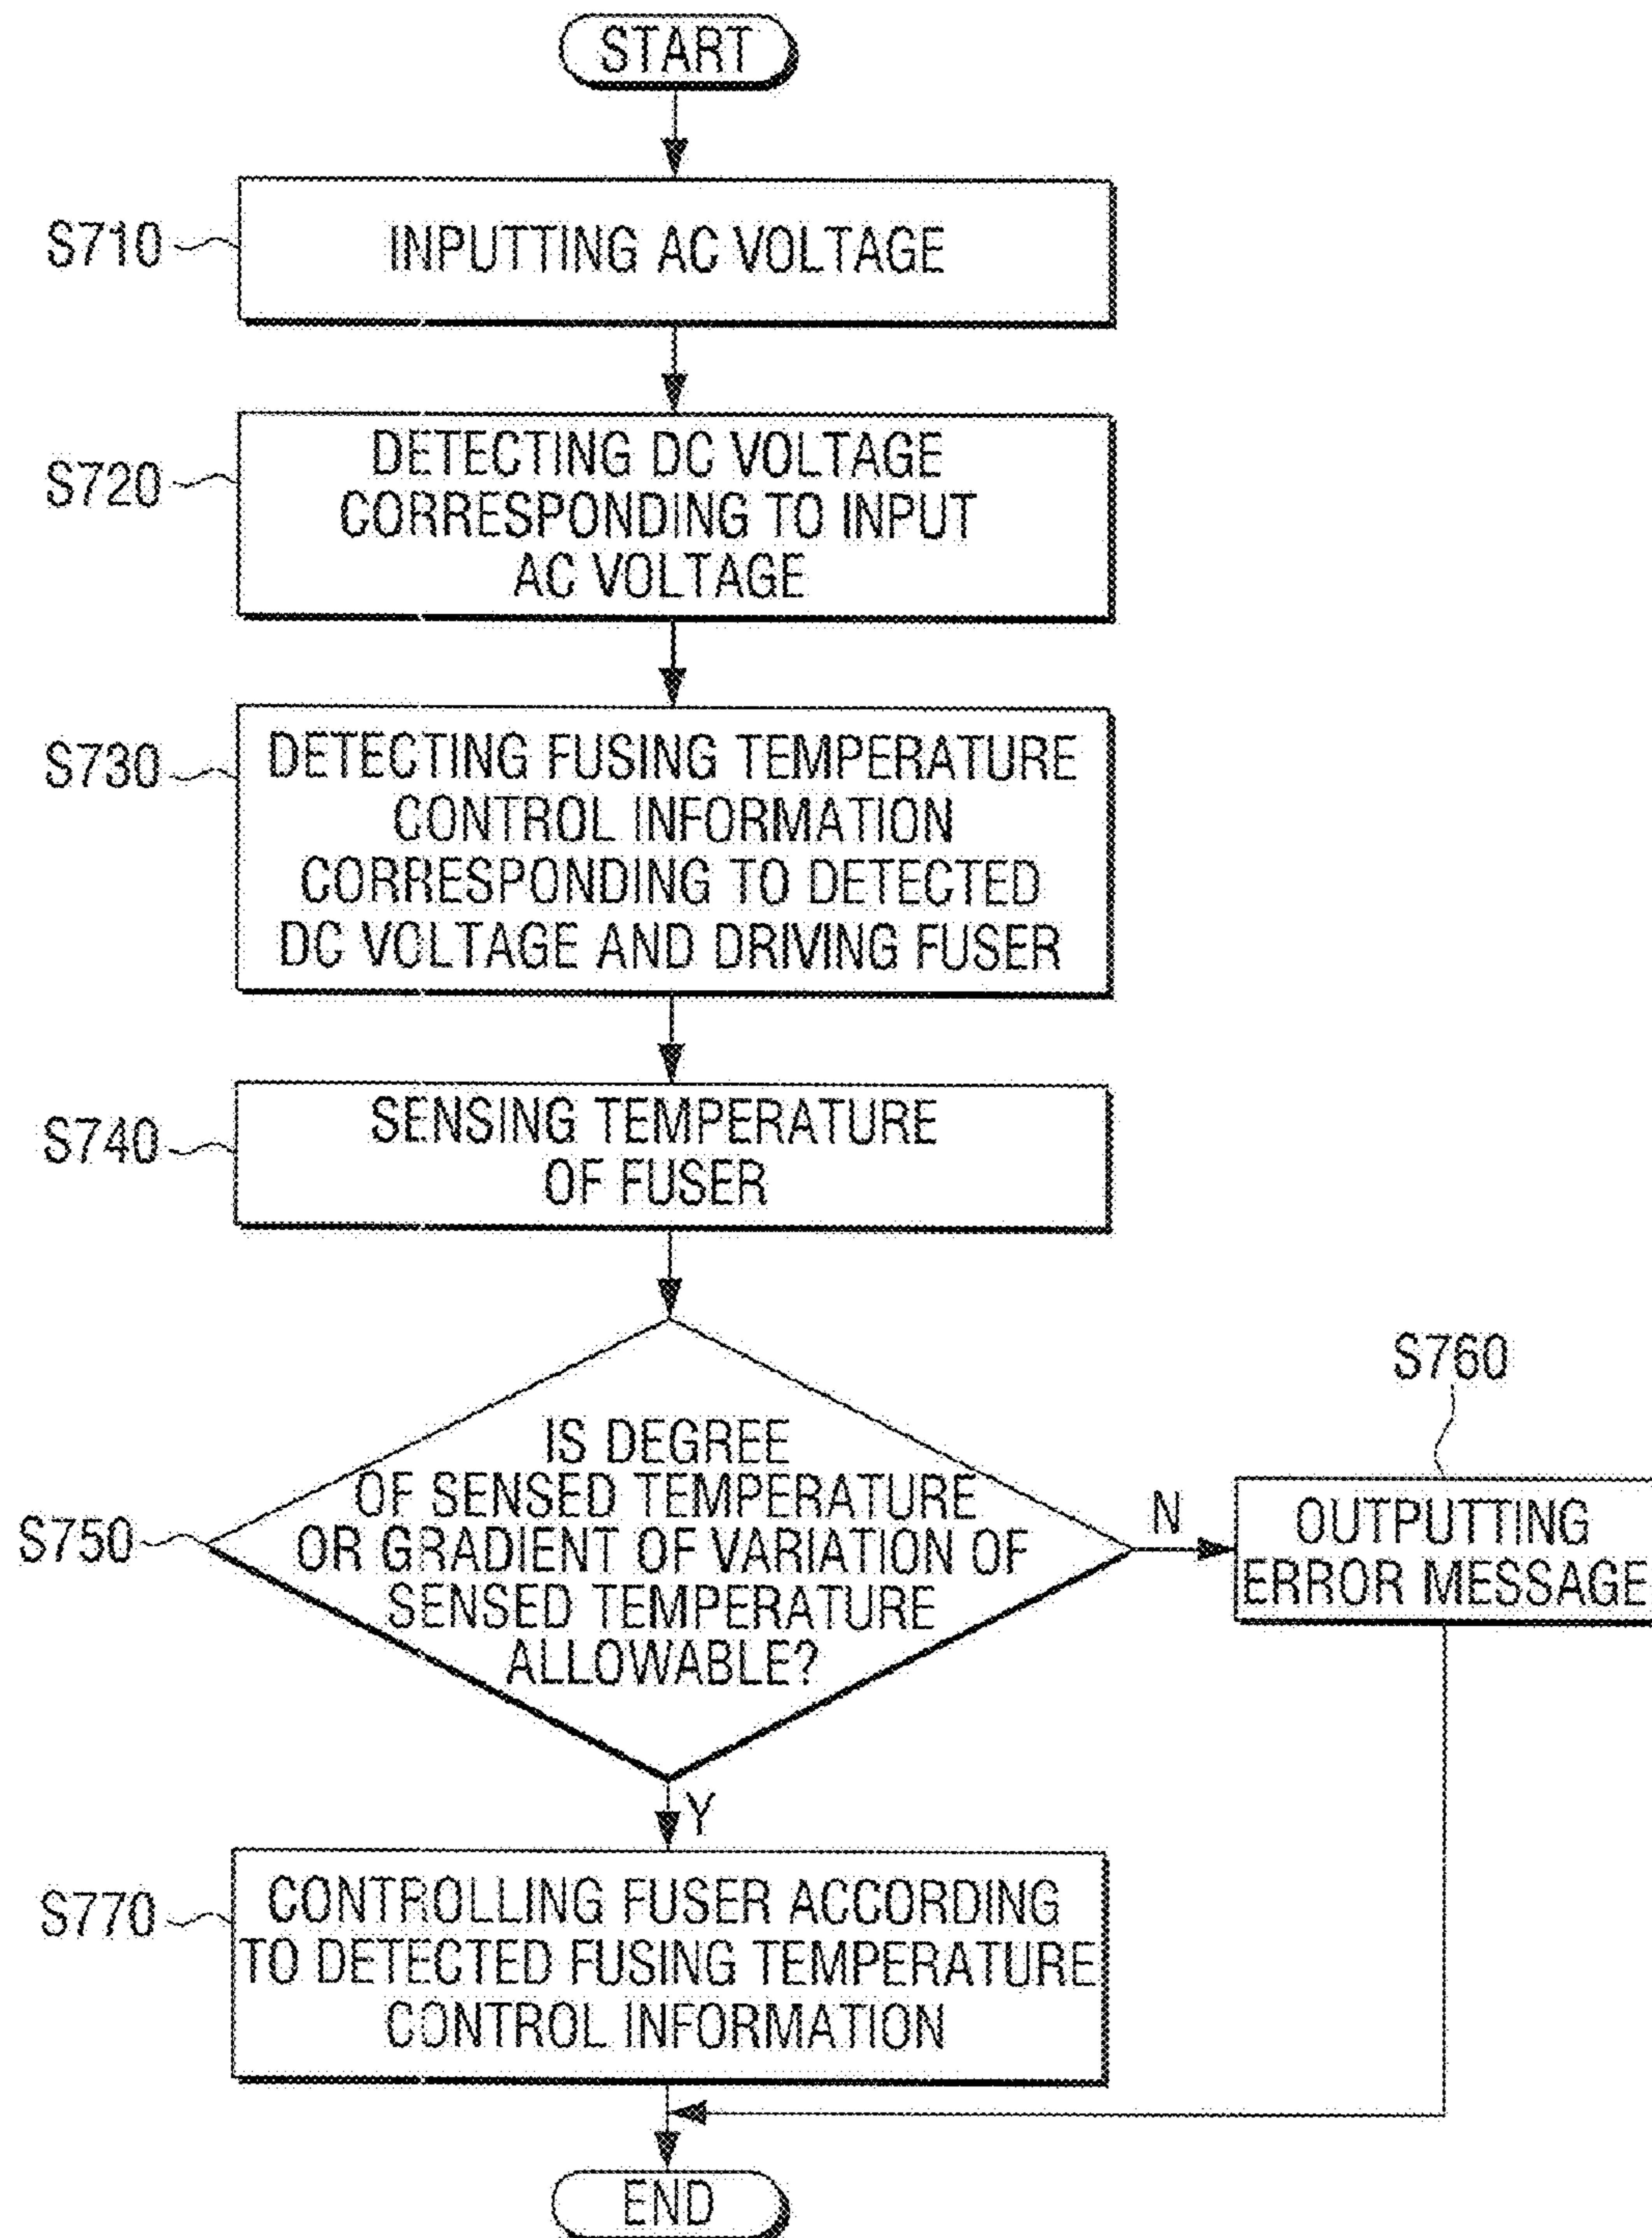 START
S710
INPUTTING AC VOLTAGE
S720
DETECTING DC VOLTAGE
CORRESPONDING TO INPUT
AC VOLTAGE
S730
DETECTING FUSING TEMPERATURE
CONTROL INFORMATION
CORRESPONDING TO DETECTED
DC VOLTAGE AND DRIVING FUSER
S740
SENSING TEMPERATURE
OF FUSER
S750
IS DEGREE
OF SENSED TEMPERATURE
OR GRADIENT OF VARIATION OF
SENSED TEMPERATURE
ALLOWABLE?
N
S760
OUTPUTTING
ERROR MESSAGE
Y
S770
CONTROLLING FUSER ACCORDING
TO DETECTED FUSING TEMPERATURE
CONTROL INFORMATION
END